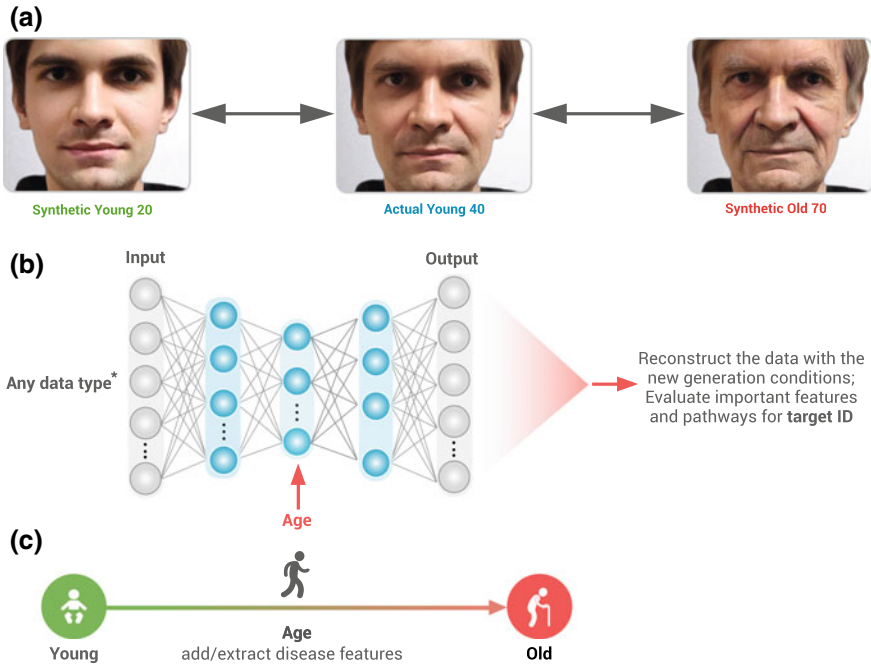 (a)
Synthetic Young 20
Actual Young 40
Synthetic Old 70
(b)
Input
Output
Any data type*
Reconstruct the data with the
new generation conditions;
Evaluate important features
and pathways for target ID
Age
(c)
Young
Age
add/extract disease features
Old